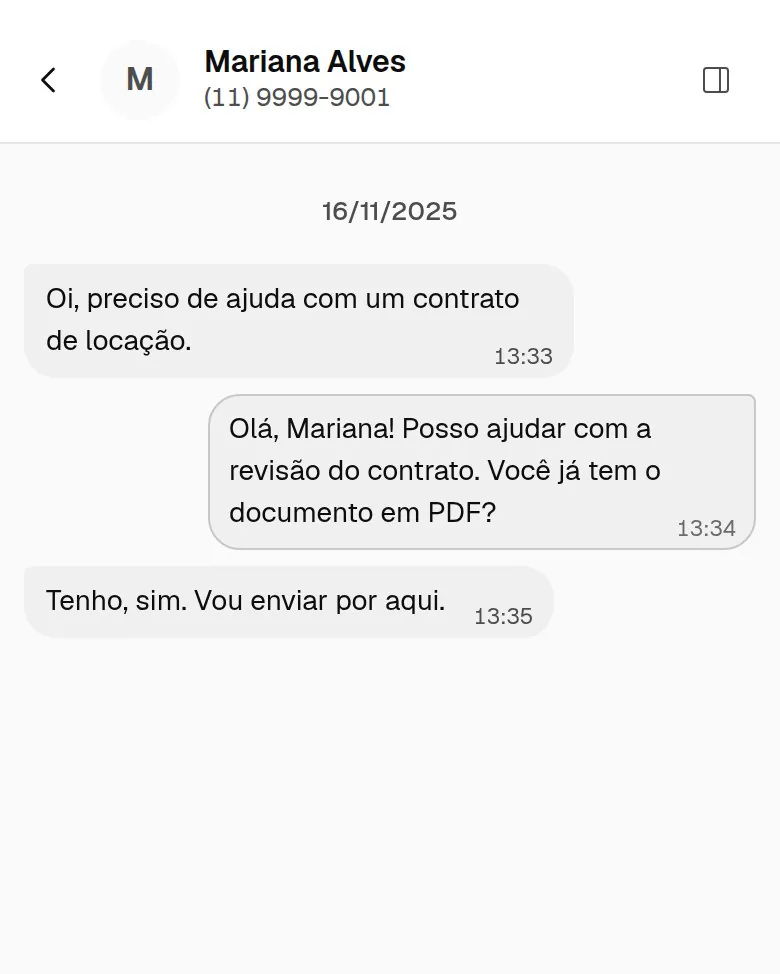 M
Mariana Alves
(11) 9999-9001
16/11/2025
Oi, preciso de ajuda com um contrato
de locação.
13:33
Olá, Mariana! Posso ajudar com a
revisão do contrato. Você já tem o
documento em PDF?
13:34
Tenho, sim. Vou enviar por aqui.
13:35